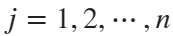 j = 1, 2, ⋯ , n